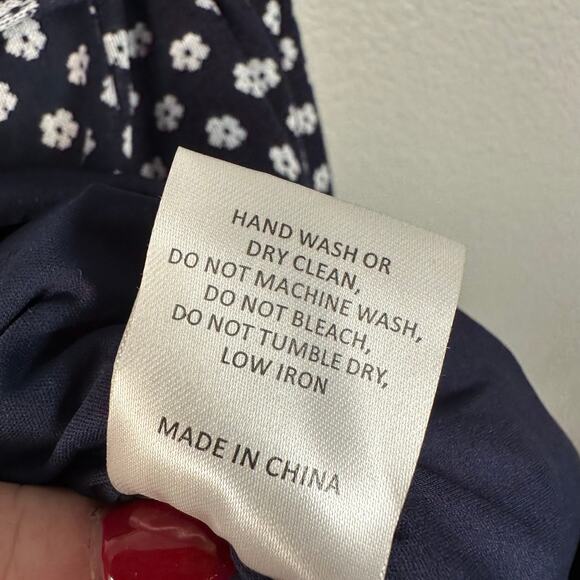 HAND WASH OR
DRY CLEAN,
DO NOT MACHINE WASH,
DO NOT BLEACH,
DO NOT TUMBLE DRY,
LOW IRON
MADE IN CHINA